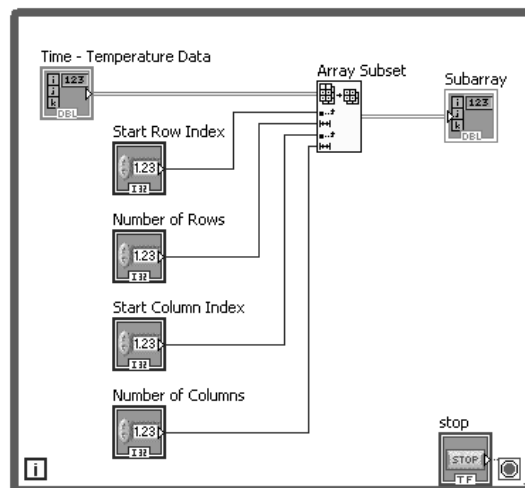 Time - Temperature Data
Array Subset
Subarray
i
j
k
123
DBL
i
j
k
123
DBL
Start Row Index
1.23
I32
Number of Rows
1.23
I32
Start Column Index
1.23
I32
Number of Columns
1.23
I32
stop
STOP
TF
i